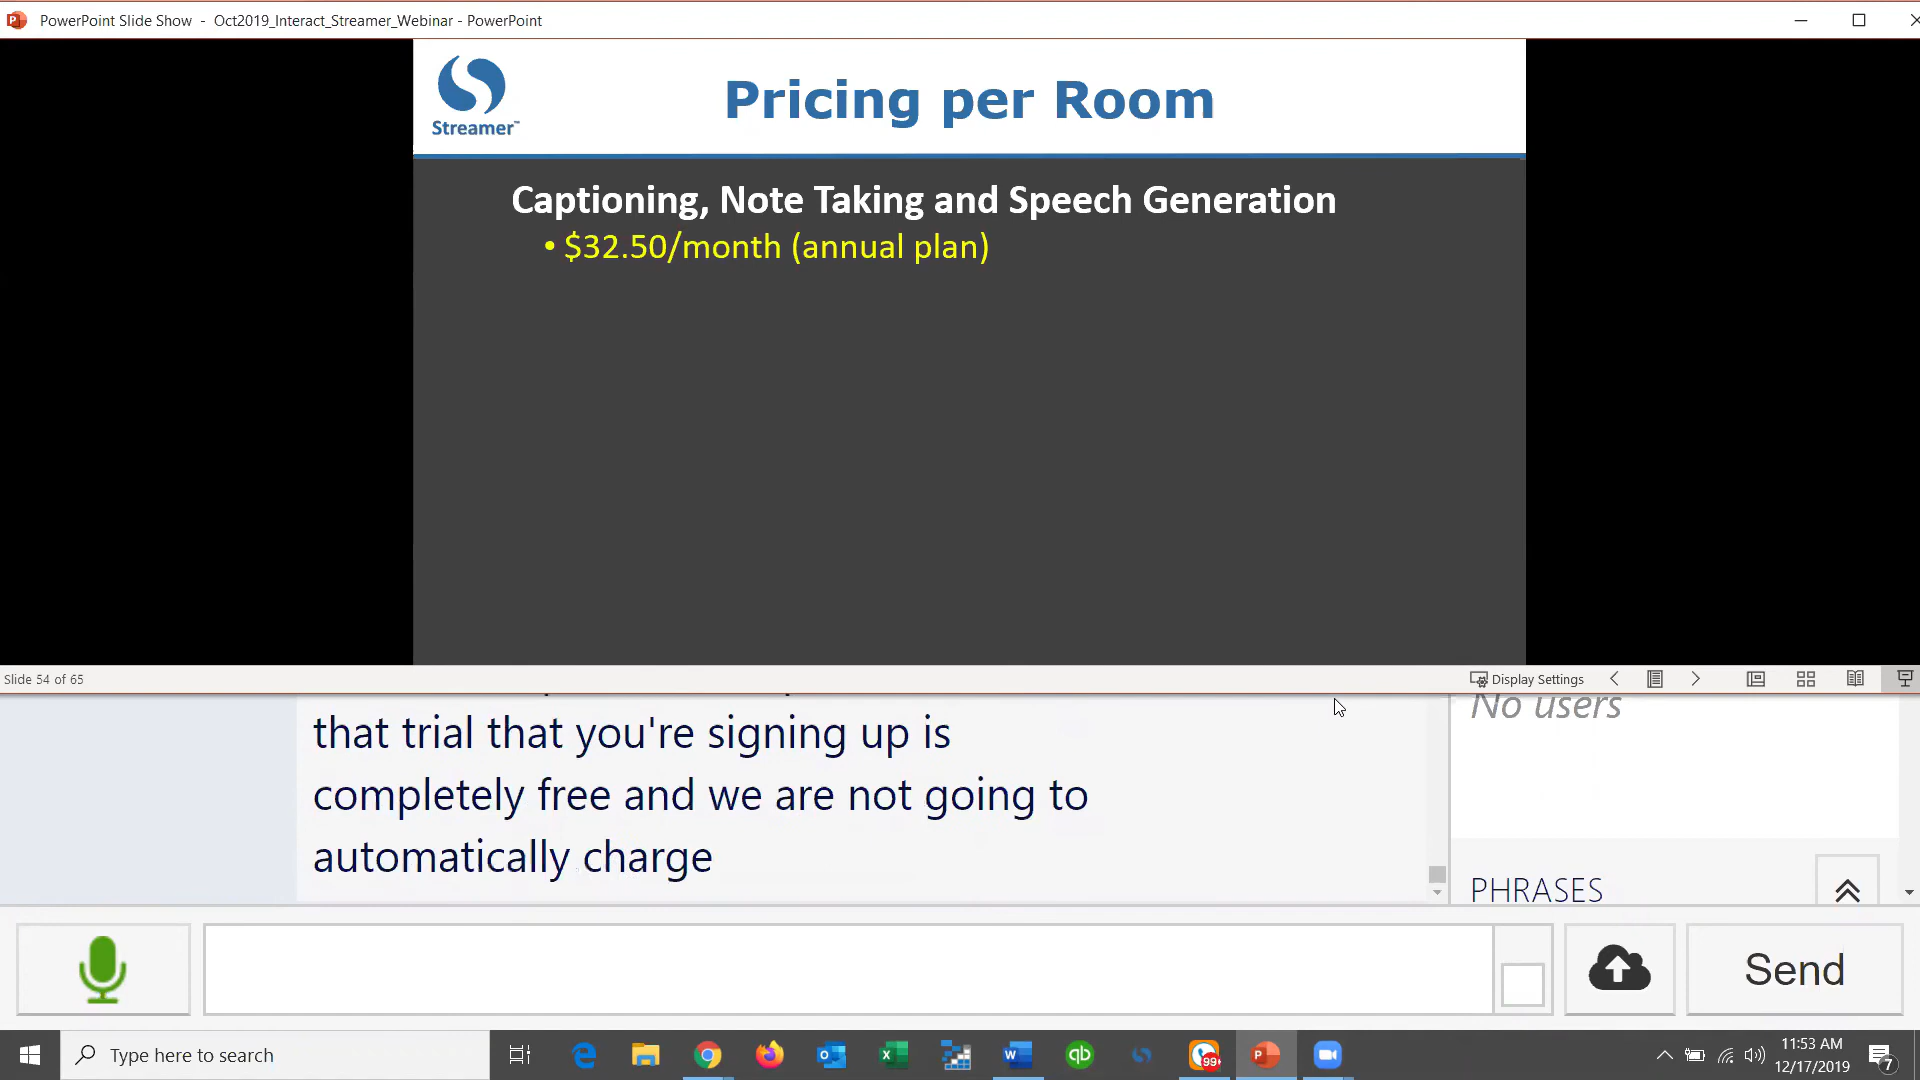 PowerPoint Slide Show - Oct2019_Interact_Streamer_Webinar - PowerPoint
Streamer™
Pricing per Room
Captioning, Note Taking and Speech Generation
• $32.50/month (annual plan)
Slide 54 of 65
Display Settings
that trial that you're signing up is
completely free and we are not going to
automatically charge
No users
PHRASES
Send
Type here to search
99
11:53 AM
12/17/2019
7